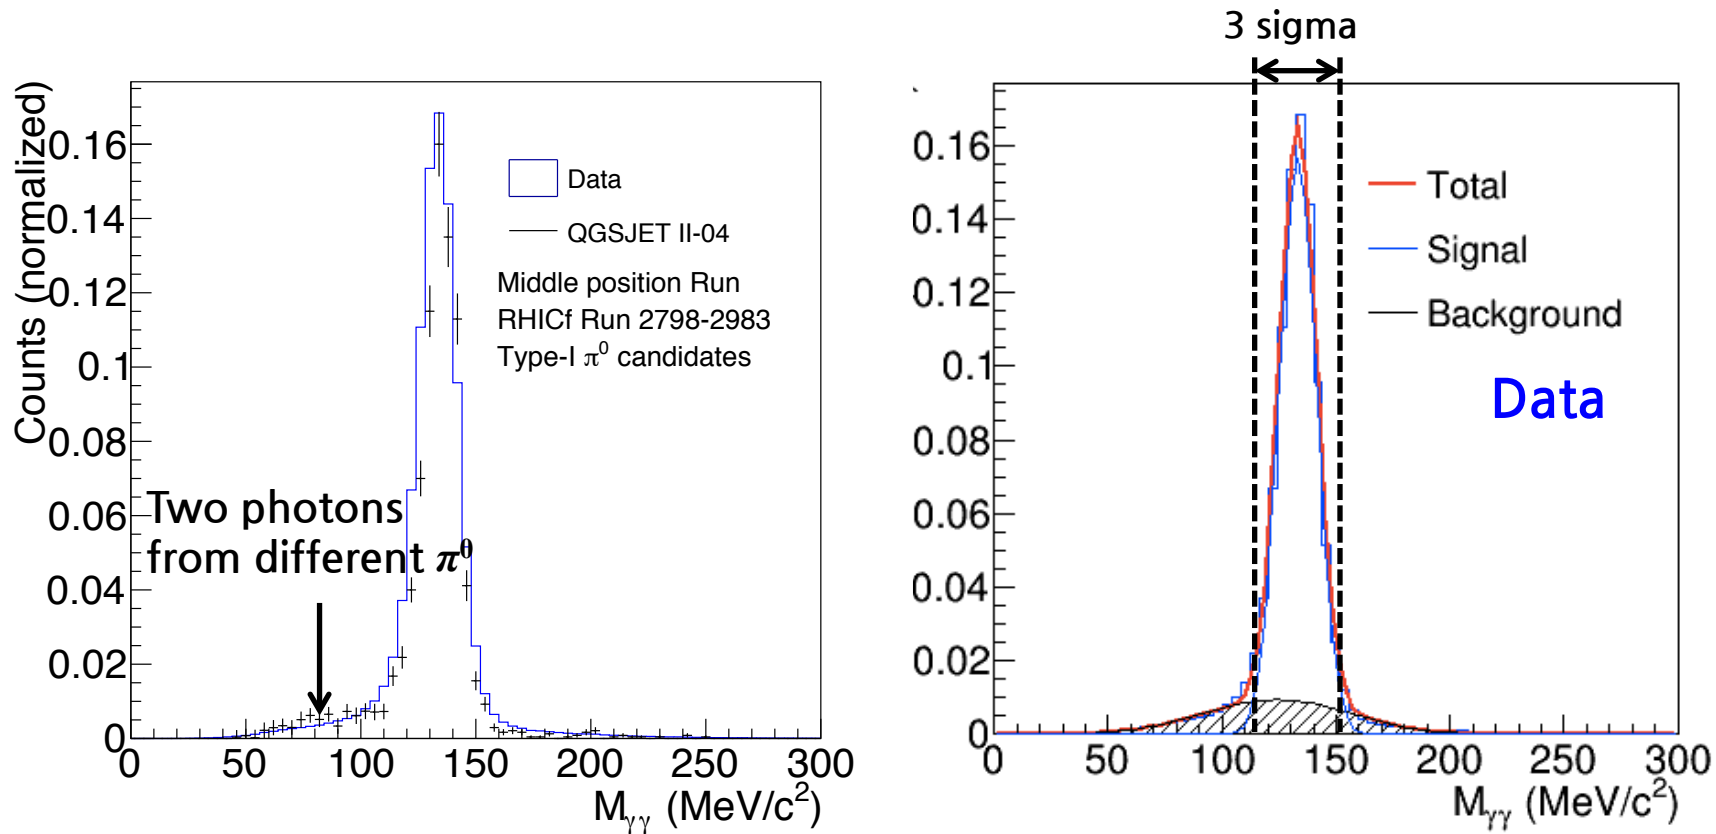 3 sigma
Counts (normalized)
0.16
0.14
0.12
0.1
0.08
0.06
0.04
0.02
0
Data
QGSJET II-04
Middle position Run
RHICf Run 2798-2983
Type-I π⁰ candidates
Two photons
from different π⁰
0 50 100 150 200 250 300
Mγγ (MeV/c²)
0.16
0.14
0.12
0.1
0.08
0.06
0.04
0.02
0
Total
Signal
Background
Data
0 50 100 150 200 250 300
Mγγ (MeV/c²)